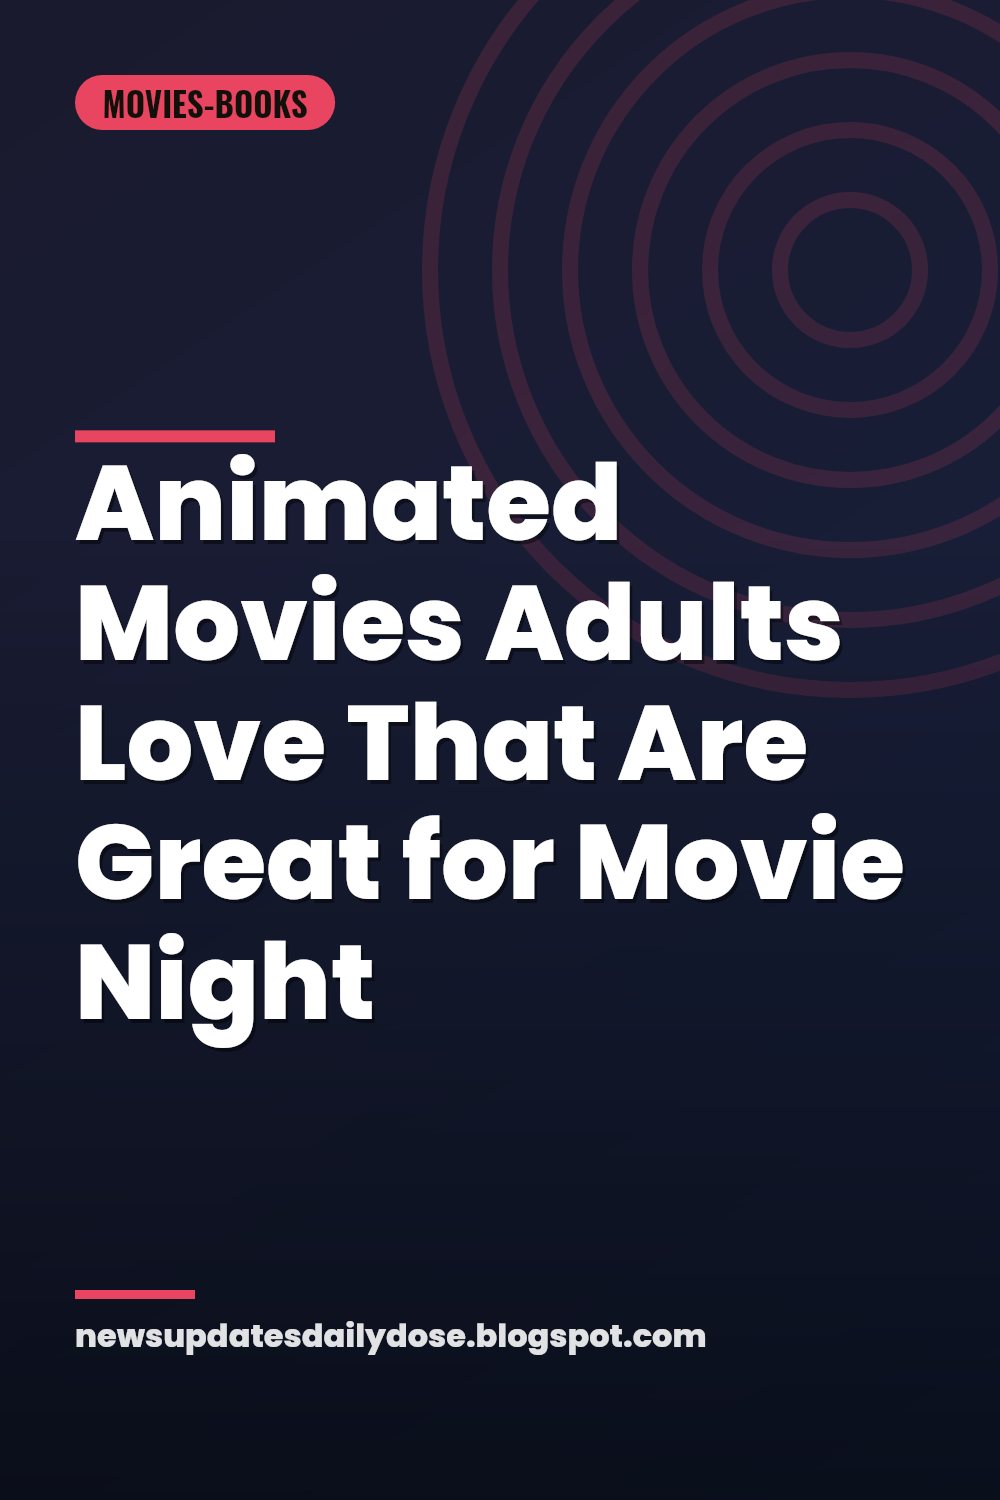 MOVIES-BOOKS
Animated
Movies Adults
Love That Are
Great for Movie
Night
newsupdatesdailydose.blogspot.com